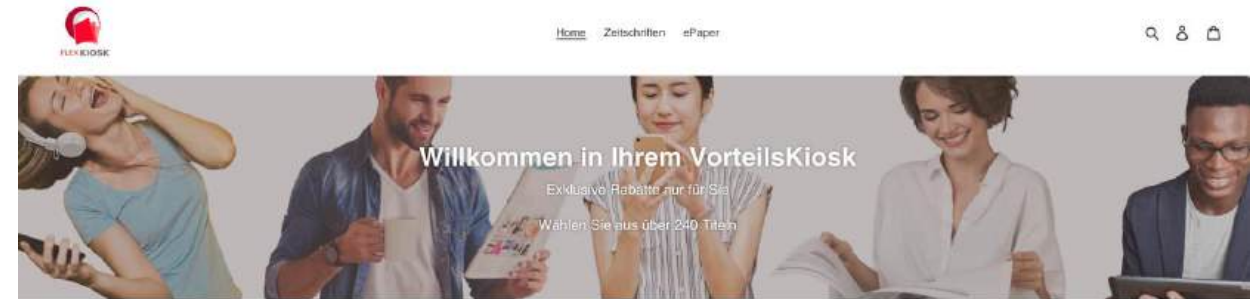 FLEXKIOSK
Home Zeitschriften ePaper
Willkommen in Ihrem VorteilsKiosk
Exklusive Rabatte nur für Sie
Wählen Sie aus über 240 Titeln